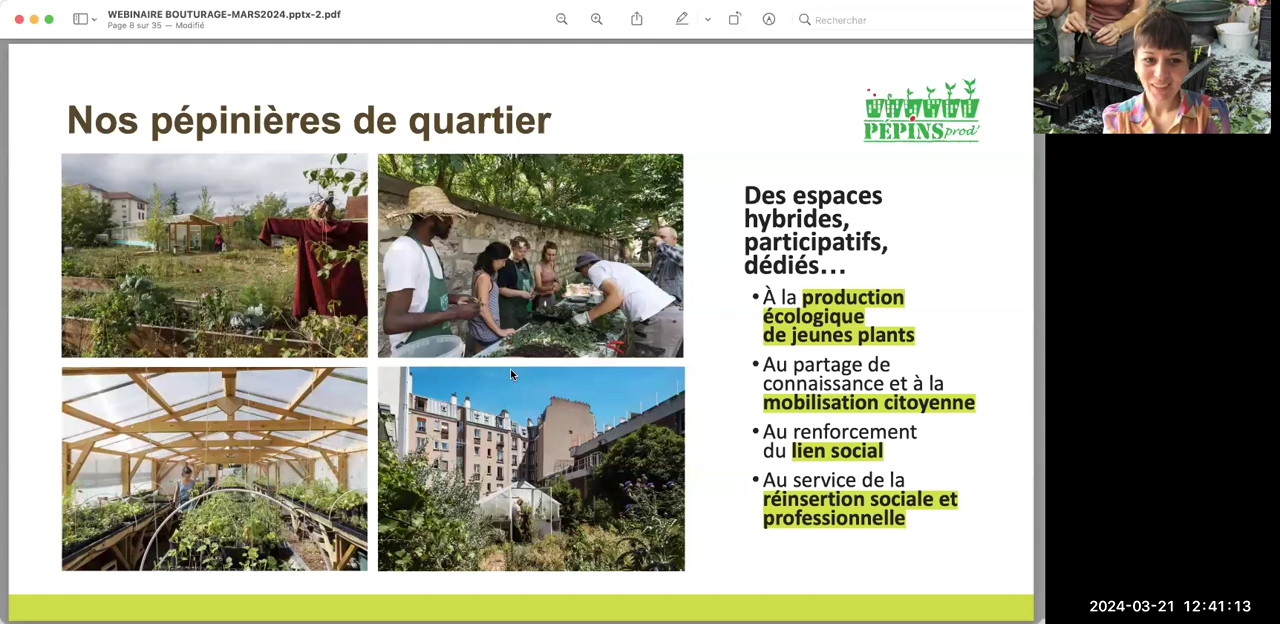 WEBINAIRE BOUTURAGE-MARS2024.pptx-2.pdf
Page 8 sur 35 — Modifié
Rechercher
Nos pépinières de quartier
PÉPINS prod'
Des espaces
hybrides,
participatifs,
dédiés…
• À la production
écologique
de jeunes plants
• Au partage de
connaissance et à la
mobilisation citoyenne
• Au renforcement
du lien social
• Au service de la
réinsertion sociale et
professionnelle
2024-03-21 12:41:13